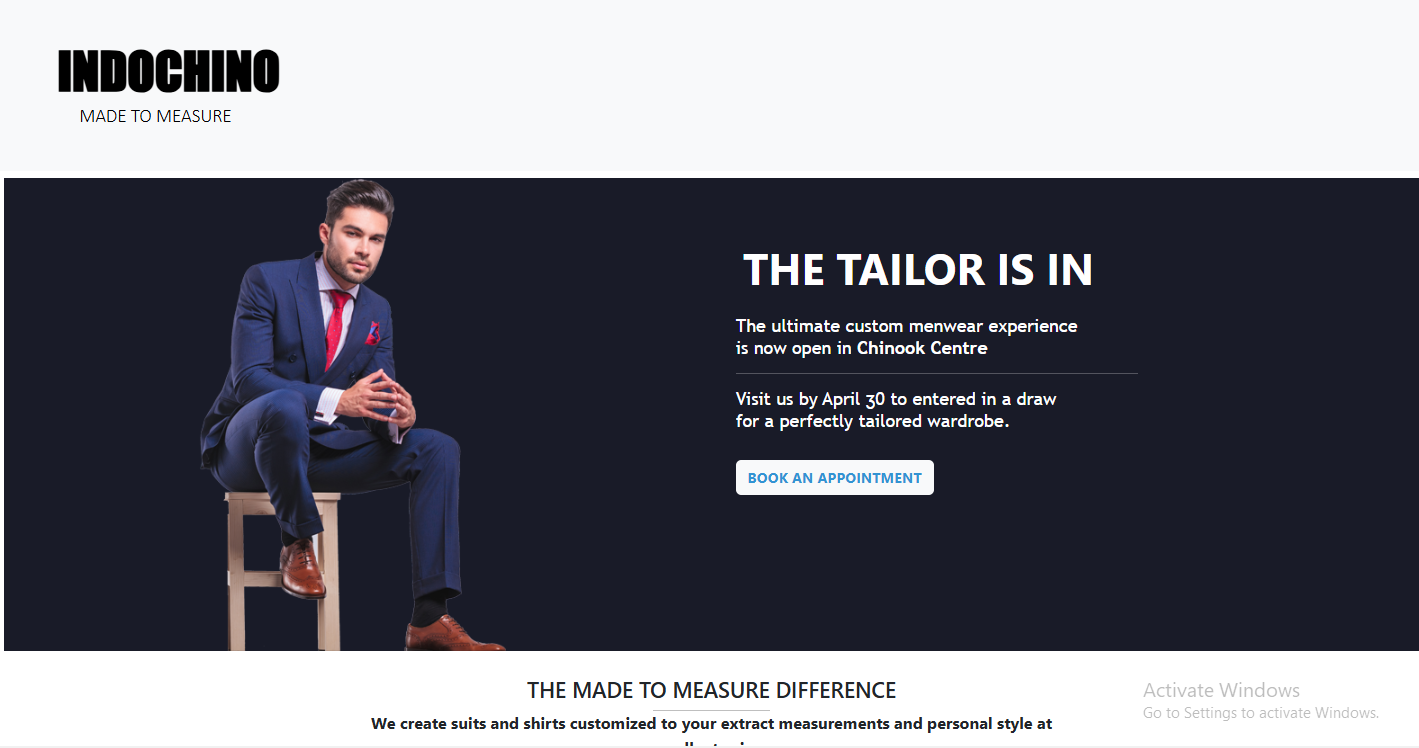 INDOCHINO
MADE TO MEASURE
THE TAILOR IS IN
The ultimate custom menwear experience
is now open in Chinook Centre
Visit us by April 30 to entered in a draw
for a perfectly tailored wardrobe.
BOOK AN APPOINTMENT
THE MADE TO MEASURE DIFFERENCE
We create suits and shirts customized to your extract measurements and personal style at
Activate Windows
Go to Settings to activate Windows.